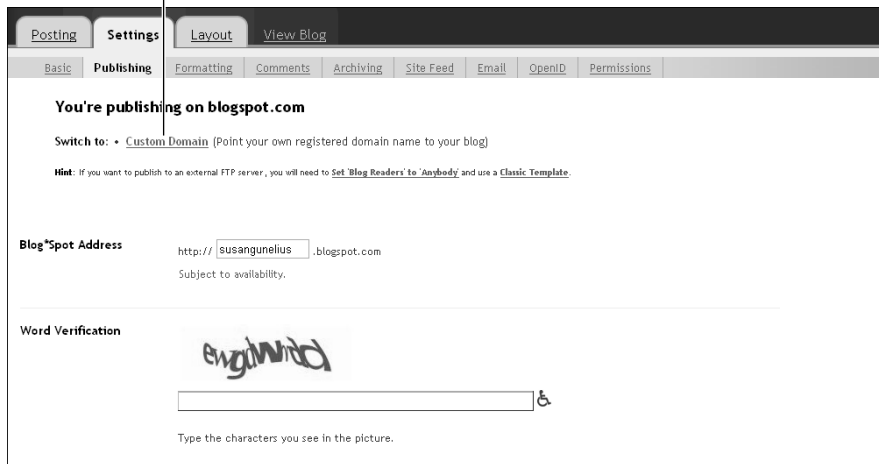 Posting Settings Layout View Blog
Basic Publishing Formatting Comments Archiving Site Feed Email OpenID Permissions
You're publishing on blogspot.com
Switch to: • Custom Domain (Point your own registered domain name to your blog)
Hint: If you want to publish to an external FTP server, you will need to Set 'Blog Readers' to 'Anybody' and use a Classic Template.
Blog*Spot Address
http:// susangunelius .blogspot.com
Subject to availability.
Word Verification
Type the characters you see in the picture.